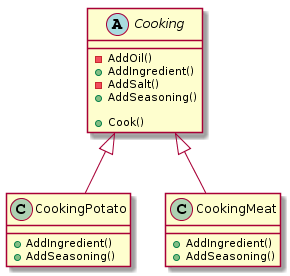 A Cooking
AddOil()
AddIngredient()
AddSalt()
AddSeasoning()
Cook()
C CookingPotato
AddIngredient()
AddSeasoning()
C CookingMeat
AddIngredient()
AddSeasoning()